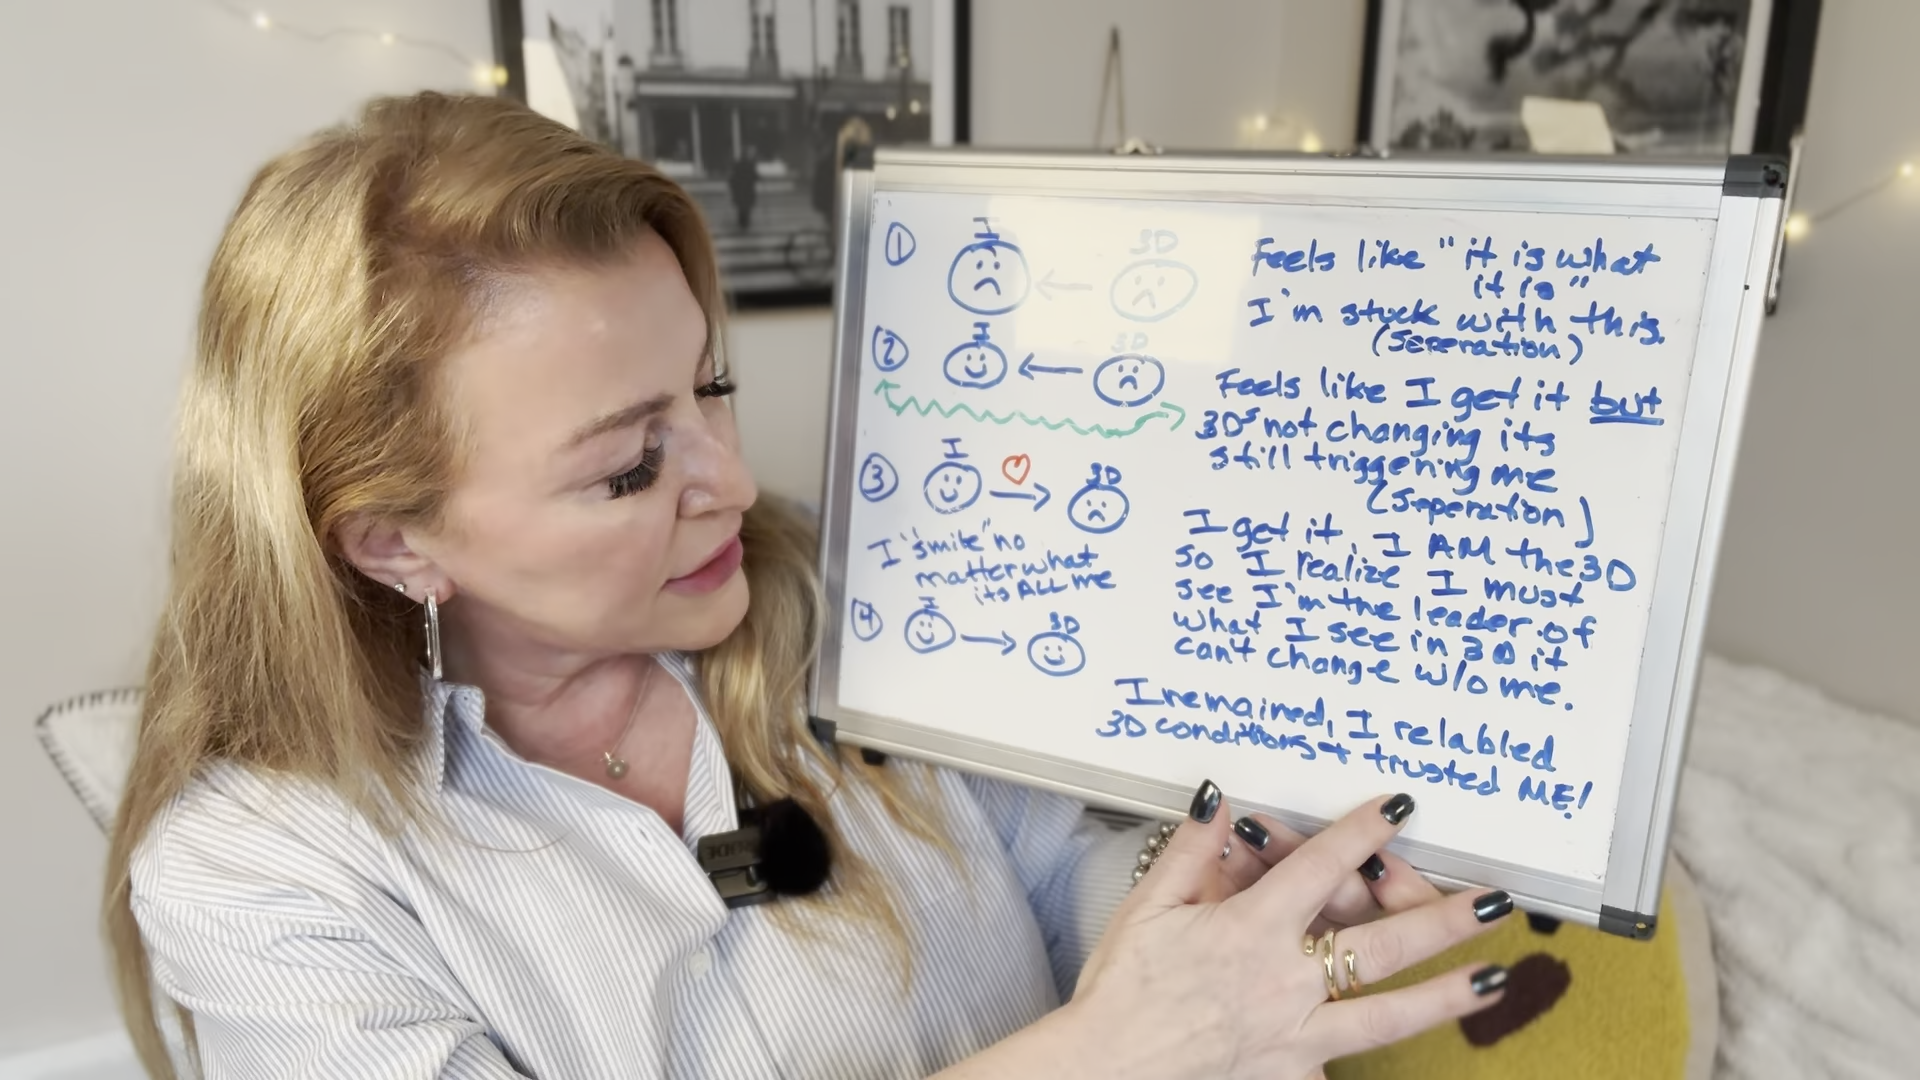 ① I 3D
Feels like "it is what
it is"
I'm stuck with this.
(Seperation)
② I 3D
Feels like I get it but
3D's not changing its
still triggering me
(Seperation)
③ I 3D
I "smile" no
matter what
its ALL me
I get it, I AM the 3D
so I realize I must
see I'm the leader of
what I see in 3D it
can't change w/o me.
④ I 3D
I remained, I relabled
3D conditions + trusted ME!
RODE